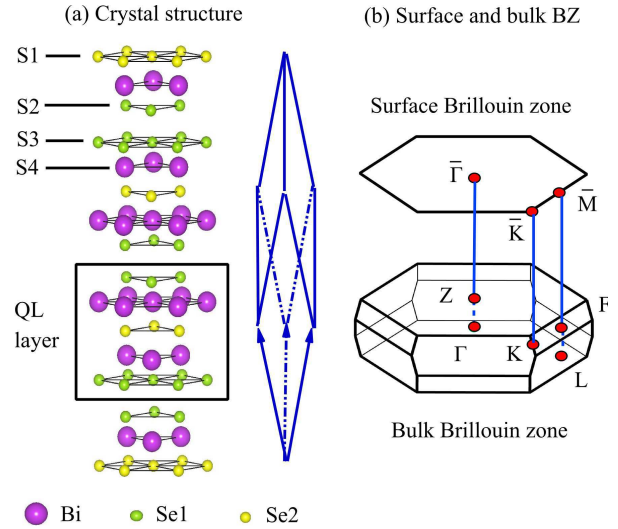 (a) Crystal structure
S1
S2
S3
S4
QL
layer
Bi
Se1
Se2
(b) Surface and bulk BZ
Surface Brillouin zone
Γ̄
M̄
K̄
Z
F
Γ
K
L
Bulk Brillouin zone